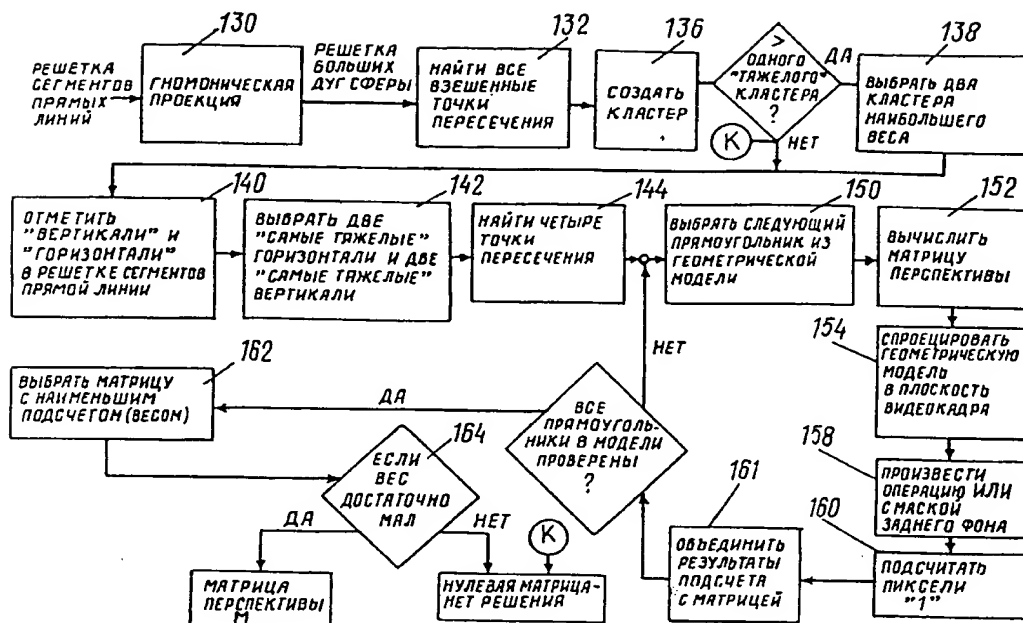 130
РЕШЕТКА
СЕГМЕНТОВ
ПРЯМЫХ
ЛИНИЙ
ГНОМОНИЧЕСКАЯ
ПРОЕКЦИЯ
РЕШЕТКА
БОЛЬШИХ
ДУГ СФЕРЫ
132
НАЙТИ ВСЕ
ВЗВЕШЕННЫЕ
ТОЧКИ
ПЕРЕСЕЧЕНИЯ
136
СОЗДАТЬ
КЛАСТЕР
>
ОДНОГО
"ТЯЖЕЛОГО"
КЛАСТЕРА
?
ДА
К
НЕТ
138
ВЫБРАТЬ ДВА
КЛАСТЕРА
НАИБОЛЬШЕГО
ВЕСА
140
ОТМЕТИТЬ
"ВЕРТИКАЛИ" И
"ГОРИЗОНТАЛИ"
В РЕШЕТКЕ СЕГМЕНТОВ
ПРЯМОЙ ЛИНИИ
142
ВЫБРАТЬ ДВЕ
"САМЫЕ ТЯЖЕЛЫЕ"
ГОРИЗОНТАЛИ И ДВЕ
"САМЫЕ ТЯЖЕЛЫЕ"
ВЕРТИКАЛИ
144
НАЙТИ ЧЕТЫРЕ
ТОЧКИ
ПЕРЕСЕЧЕНИЯ
150
ВЫБРАТЬ СЛЕДУЮЩИЙ
ПРЯМОУГОЛЬНИК ИЗ
ГЕОМЕТРИЧЕСКОЙ
МОДЕЛИ
152
ВЫЧИСЛИТЬ
МАТРИЦУ
ПЕРСПЕКТИВЫ
154
СПРОЕЦИРОВАТЬ
ГЕОМЕТРИЧЕСКУЮ
МОДЕЛЬ
В ПЛОСКОСТЬ
ВИДЕОКАДРА
158
ПРОИЗВЕСТИ
ОПЕРАЦИЮ ИЛИ
С МАСКОЙ
ЗАДНЕГО ФОНА
160
ПОДСЧИТАТЬ
ПИКСЕЛИ
"1"
161
ОБЪЕДИНИТЬ
РЕЗУЛЬТАТЫ
ПОДСЧЕТА
С МАТРИЦЕЙ
НЕТ
ВСЕ
ПРЯМОУГОЛЬ-
НИКИ В МОДЕЛИ
ПРОВЕРЕНЫ
?
ДА
162
ВЫБРАТЬ МАТРИЦУ
С НАИМЕНЬШИМ
ПОДСЧЕТОМ (ВЕСОМ)
164
ЕСЛИ
ВЕС
ДОСТАТОЧНО
МАЛ
ДА
НЕТ
К
МАТРИЦА
ПЕРСПЕКТИВЫ
М
НУЛЕВАЯ МАТРИЦА-
НЕТ РЕШЕНИЯ